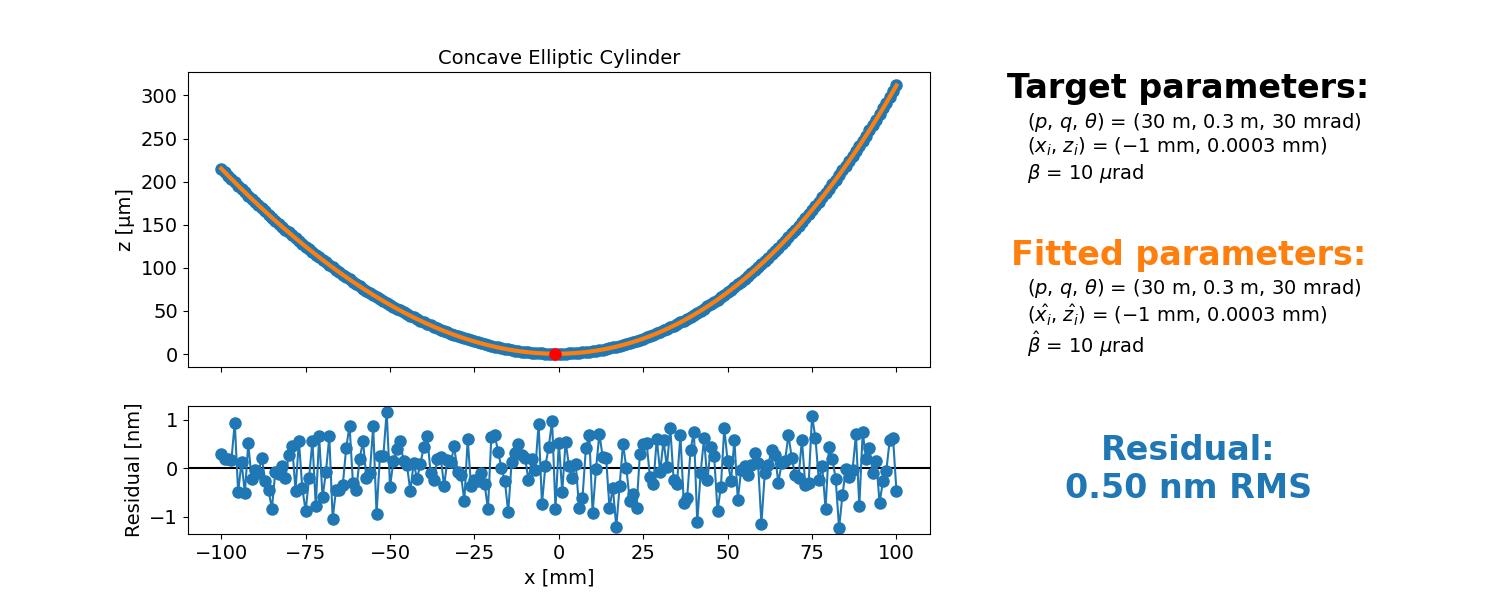 Concave Elliptic Cylinder
300
250
200
150
100
50
0
z [μm]
1
0
−1
Residual [nm]
−100 −75 −50 −25 0 25 50 75 100
x [mm]
Target parameters:
(p, q, θ) = (30 m, 0.3 m, 30 mrad)
(xᵢ, zᵢ) = (−1 mm, 0.0003 mm)
β = 10 μrad
Fitted parameters:
(p, q, θ) = (30 m, 0.3 m, 30 mrad)
(x̂ᵢ, ẑᵢ) = (−1 mm, 0.0003 mm)
β̂ = 10 μrad
Residual:
0.50 nm RMS